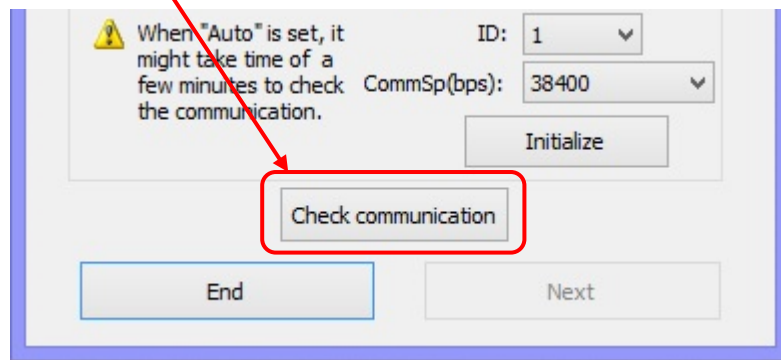 When "Auto" is set, it
might take time of a
few minuites to check
the communication.
ID: 1
CommSp(bps): 38400
Initialize
Check communication
End Next